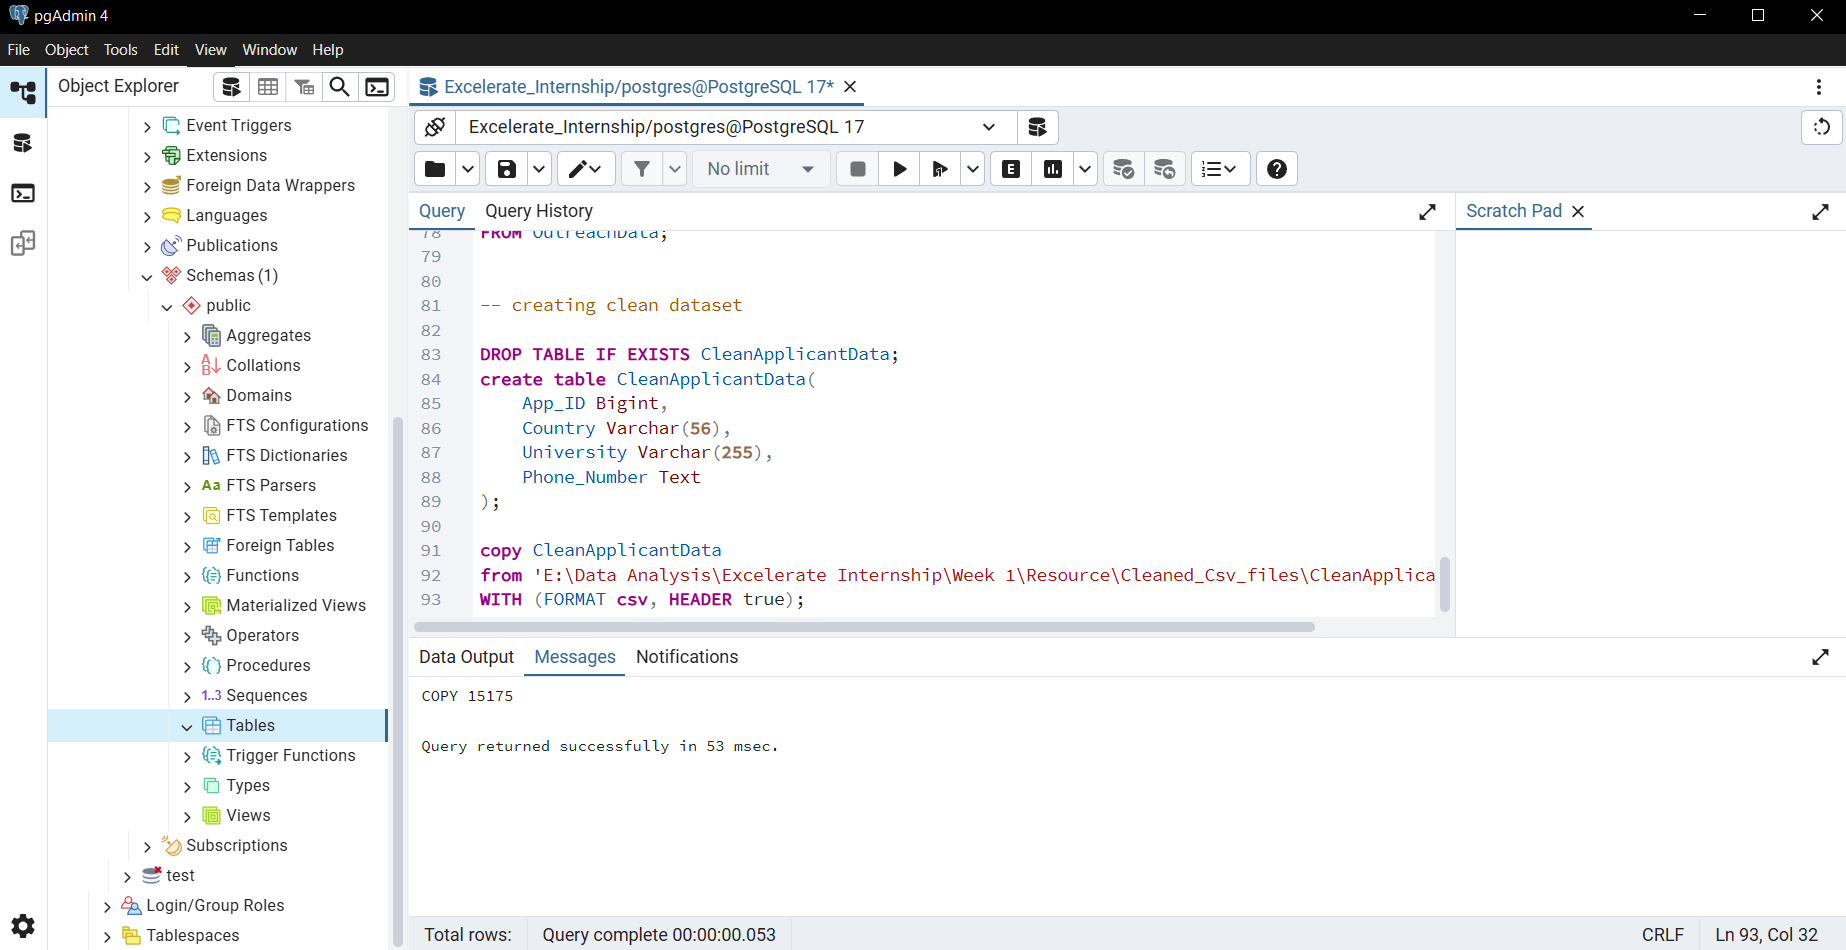 pgAdmin 4
File Object Tools Edit View Window Help
Object Explorer
Event Triggers
Extensions
Foreign Data Wrappers
Languages
Publications
Schemas (1)
public
Aggregates
Collations
Domains
FTS Configurations
FTS Dictionaries
Aa FTS Parsers
FTS Templates
Foreign Tables
Functions
Materialized Views
Operators
Procedures
1..3 Sequences
Tables
Trigger Functions
Types
Views
Subscriptions
test
Login/Group Roles
Tablespaces
Excelerate_Internship/postgres@PostgreSQL 17*
Excelerate_Internship/postgres@PostgreSQL 17
No limit
E
Query Query History
78 FROM OutreachData;
79
80
81 -- creating clean dataset
82
83 DROP TABLE IF EXISTS CleanApplicantData;
84 create table CleanApplicantData(
85 App_ID Bigint,
86 Country Varchar(56),
87 University Varchar(255),
88 Phone_Number Text
89 );
90
91 copy CleanApplicantData
92 from 'E:\Data Analysis\Excelerate Internship\Week 1\Resource\Cleaned_Csv_files\CleanApplica
93 WITH (FORMAT csv, HEADER true);
Scratch Pad
Data Output Messages Notifications
COPY 15175
Query returned successfully in 53 msec.
Total rows: Query complete 00:00:00.053 CRLF Ln 93, Col 32